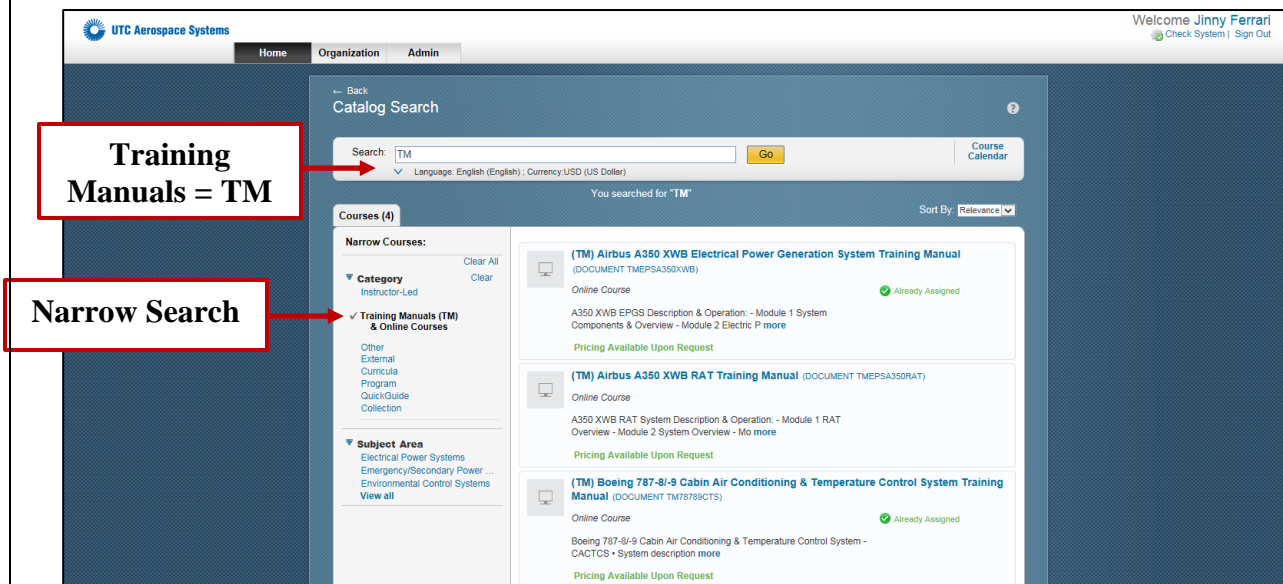 UTC Aerospace Systems
Welcome Jinny Ferrari
Check System | Sign Out
Home Organization Admin
← Back
Catalog Search
?
Training
Manuals = TM
Search: TM Go
Course
Calendar
Language: English (English) ; Currency:USD (US Dollar)
You searched for "TM"
Courses (4)
Sort By: Relevance
Narrow Search
Narrow Courses:
Clear All
Category Clear
Instructor-Led
✓ Training Manuals (TM)
& Online Courses
Other
External
Curricula
Program
QuickGuide
Collection
Subject Area
Electrical Power Systems
Emergency/Secondary Power ...
Environmental Control Systems
View all
(TM) Airbus A350 XWB Electrical Power Generation System Training Manual
(DOCUMENT TMEPSA350XWB)
Online Course Already Assigned
A350 XWB EPGS Description & Operation: - Module 1 System
Components & Overview - Module 2 Electric P more
Pricing Available Upon Request
(TM) Airbus A350 XWB RAT Training Manual (DOCUMENT TMEPSA350RAT)
Online Course
A350 XWB RAT System Description & Operation: - Module 1 RAT
Overview - Module 2 System Overview - Mo more
Pricing Available Upon Request
(TM) Boeing 787-8/-9 Cabin Air Conditioning & Temperature Control System Training
Manual (DOCUMENT TM78789CTS)
Online Course Already Assigned
Boeing 787-8/-9 Cabin Air Conditioning & Temperature Control System -
CACTCS • System description more
Pricing Available Upon Request